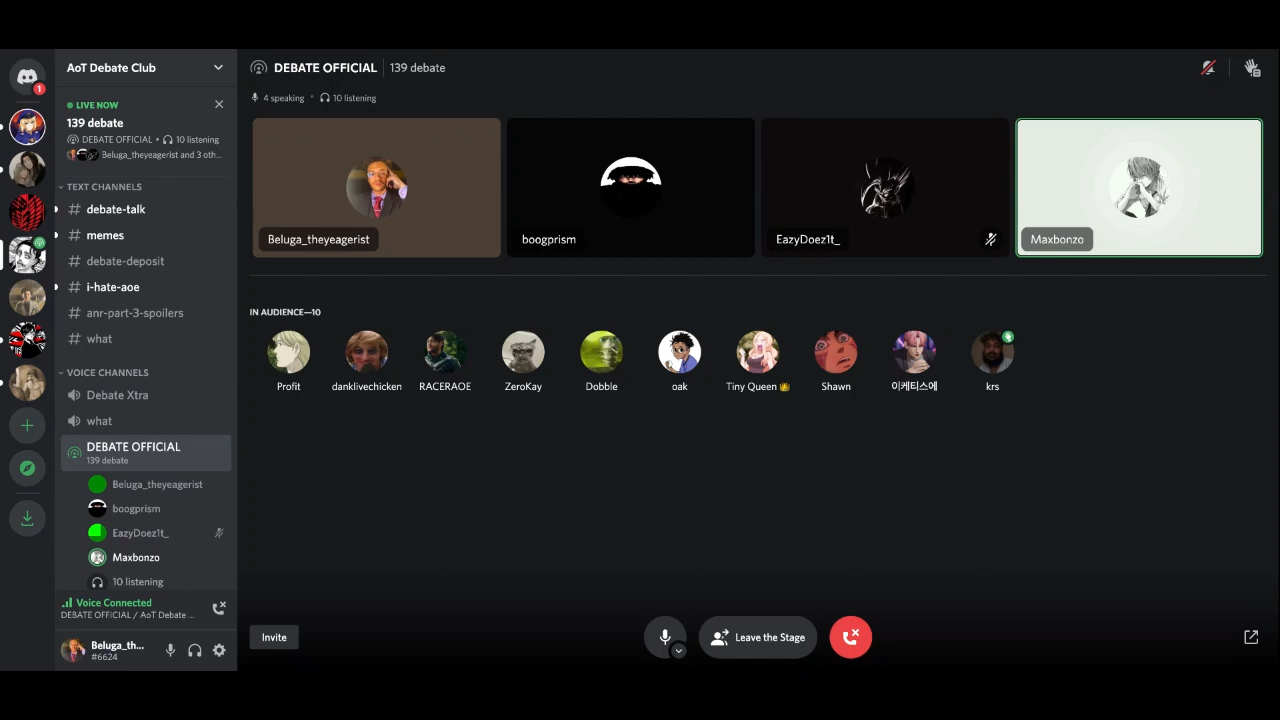 AoT Debate Club
LIVE NOW
139 debate
DEBATE OFFICIAL • 10 listening
Beluga_theyeagerist and 3 oth...
TEXT CHANNELS
# debate-talk
# memes
# debate-deposit
# i-hate-aoe
# anr-part-3-spoilers
# what
VOICE CHANNELS
Debate Xtra
what
DEBATE OFFICIAL
139 debate
Beluga_theyeagerist
boogprism
EazyDoez1t_
Maxbonzo
10 listening
Voice Connected
DEBATE OFFICIAL / AoT Debate ...
Beluga_th...
#6624
1
DEBATE OFFICIAL 139 debate
4 speaking • 10 listening
Beluga_theyeagerist
boogprism
EazyDoez1t_
Maxbonzo
IN AUDIENCE—10
Profit
danklivechicken
RACERAOE
ZeroKay
Dobble
oak
Tiny Queen 👑
Shawn
이케티스에
krs
Invite
Leave the Stage